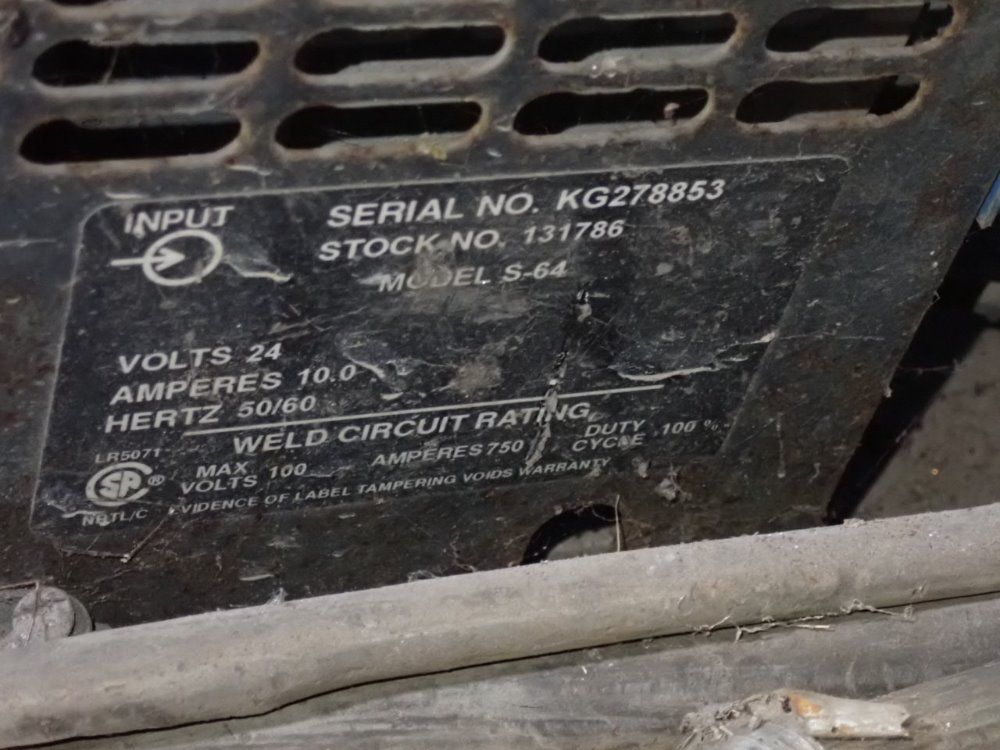 INPUT
SERIAL NO. KG278853
STOCK NO. 131786
MODEL S-64
VOLTS 24
AMPERES 10.0
HERTZ 50/60
WELD CIRCUIT RATING
LR5071
MAX. VOLTS 100 AMPERES 750 DUTY CYCLE 100 %
SP ®
NRTL/C EVIDENCE OF LABEL TAMPERING VOIDS WARRANTY